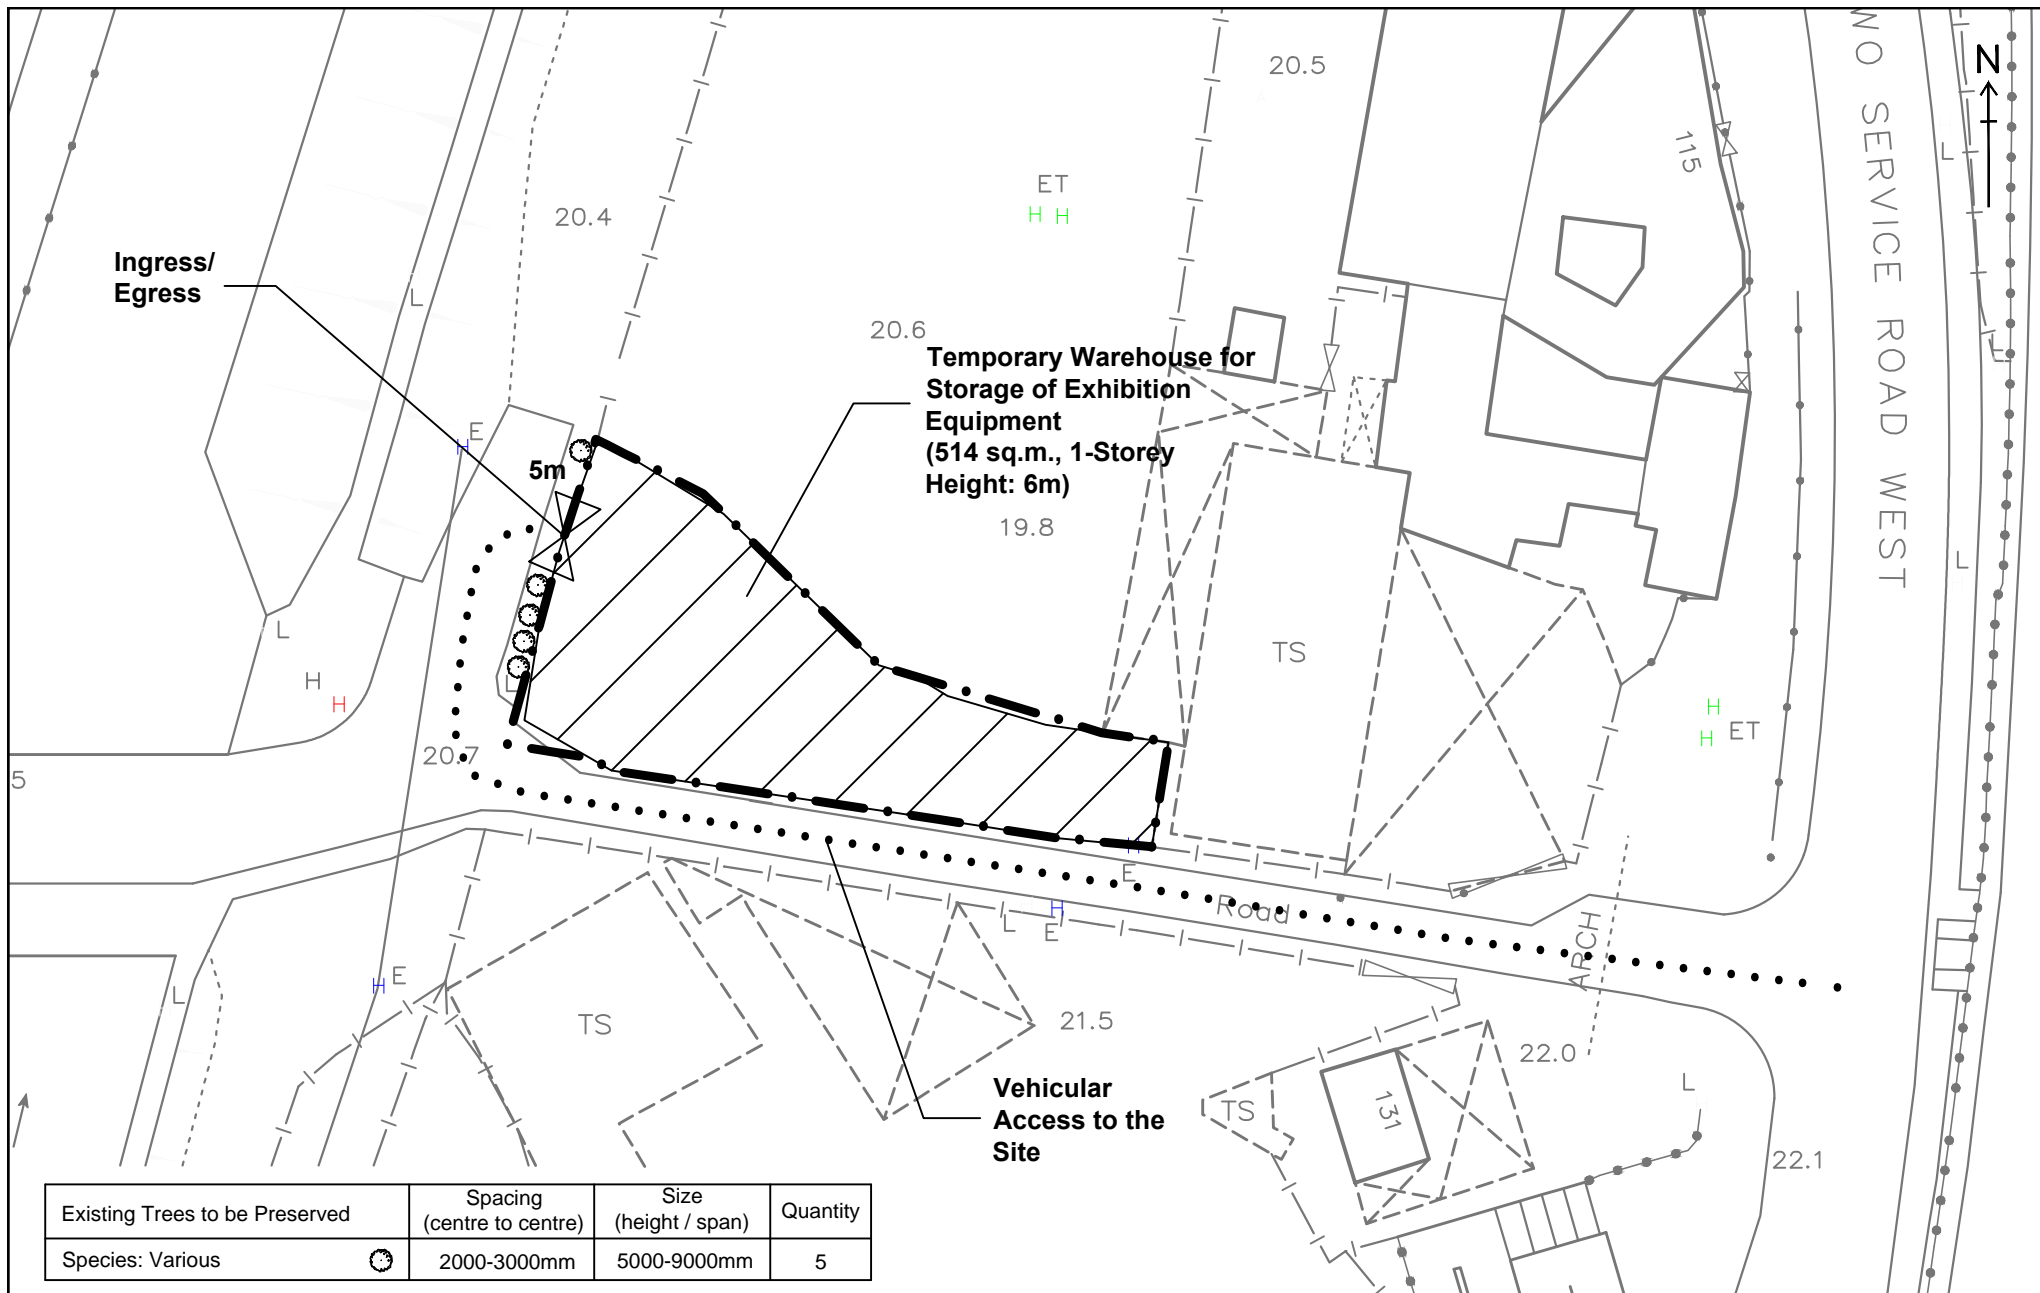 N
WO SERVICE ROAD WEST
20.5
115
L
ET
H H
20.4
Ingress/
Egress
L
20.6
L
Temporary Warehouse for
Storage of Exhibition
Equipment
(514 sq.m., 1-Storey
Height: 6m)
E
H
5m
19.8
L
L
TS
H
H
L
H
H
ET
20.7
5
H
E
Road
H
L
E
ARCH
H
E
L
TS
21.5
22.0
L
Vehicular
Access to the
Site
TS
131
22.1
Existing Trees to be Preserved
Spacing
(centre to centre)
Size
(height / span)
Quantity
Species: Various
2000-3000mm
5000-9000mm
5